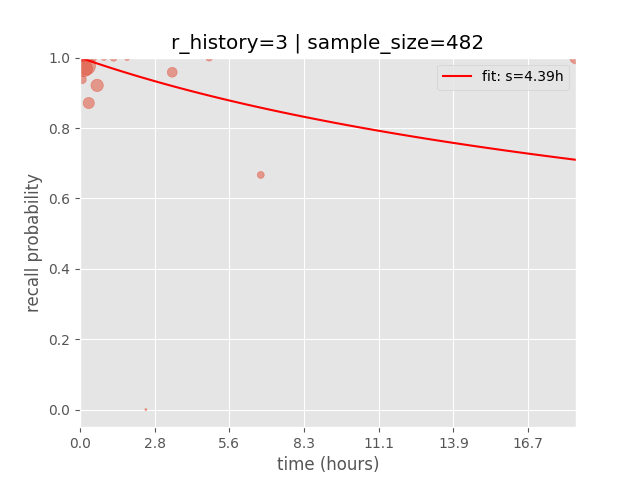 r_history=3 | sample_size=482
fit: s=4.39h
1.0
0.8
0.6
0.4
0.2
0.0
recall probability
0.0 2.8 5.6 8.3 11.1 13.9 16.7
time (hours)